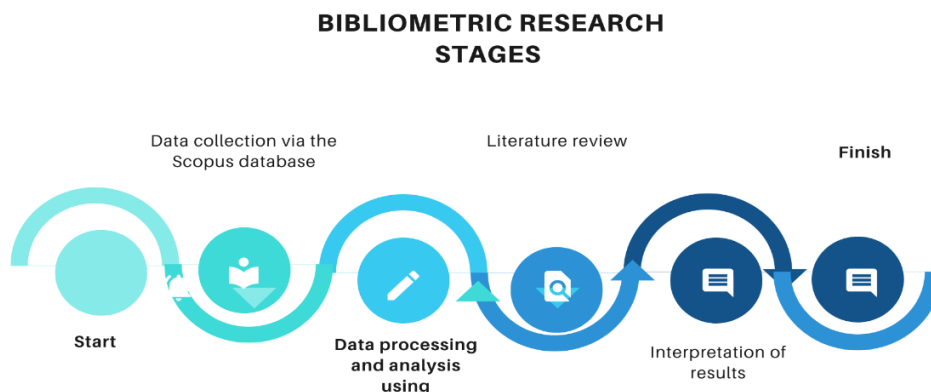 BIBLIOMETRIC RESEARCH
STAGES
Start
Data collection via the
Scopus database
Data processing
and analysis
using
Literature review
Interpretation of
results
Finish